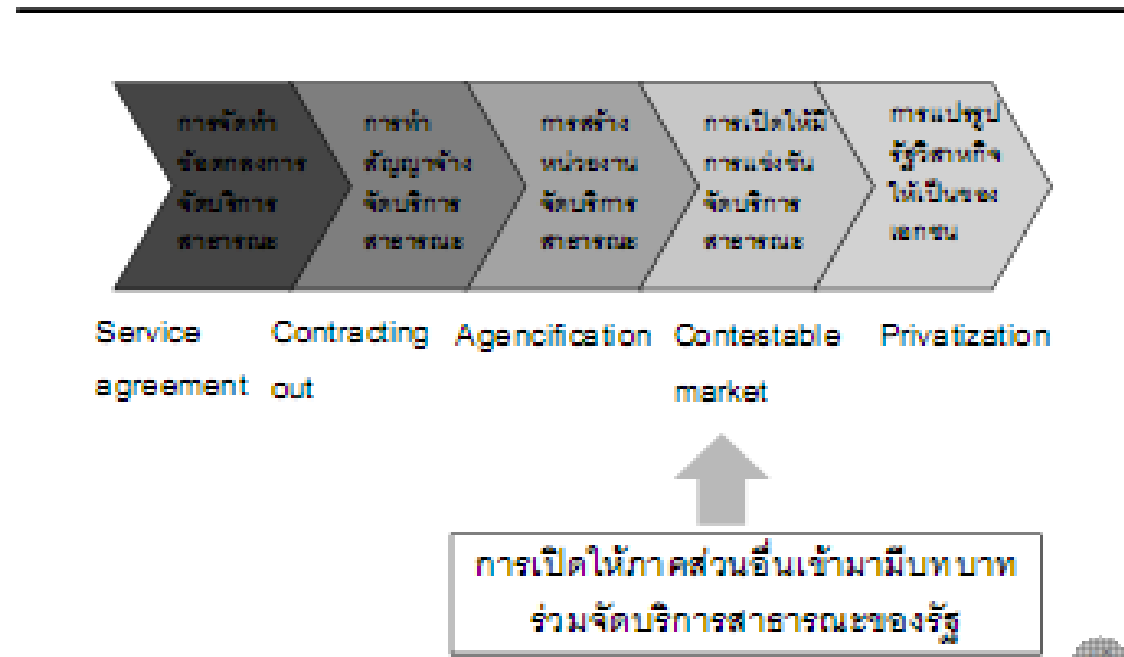 การจัดทำ
ข้อตกลงการ
จัดบริการ
สาธารณะ
การทำ
สัญญาจ้าง
จัดบริการ
สาธารณะ
การสร้าง
หน่วยงาน
จัดบริการ
สาธารณะ
การเปิดให้มี
การแข่งขัน
จัดบริการ
สาธารณะ
การแปรรูป
รัฐวิสาหกิจ
ให้เป็นของ
เอกชน
Service
agreement
Contracting
out
Agencification
Contestable
market
Privatization
การเปิดให้ภาคส่วนอื่นเข้ามามีบทบาท
ร่วมจัดบริการสาธารณะของรัฐ